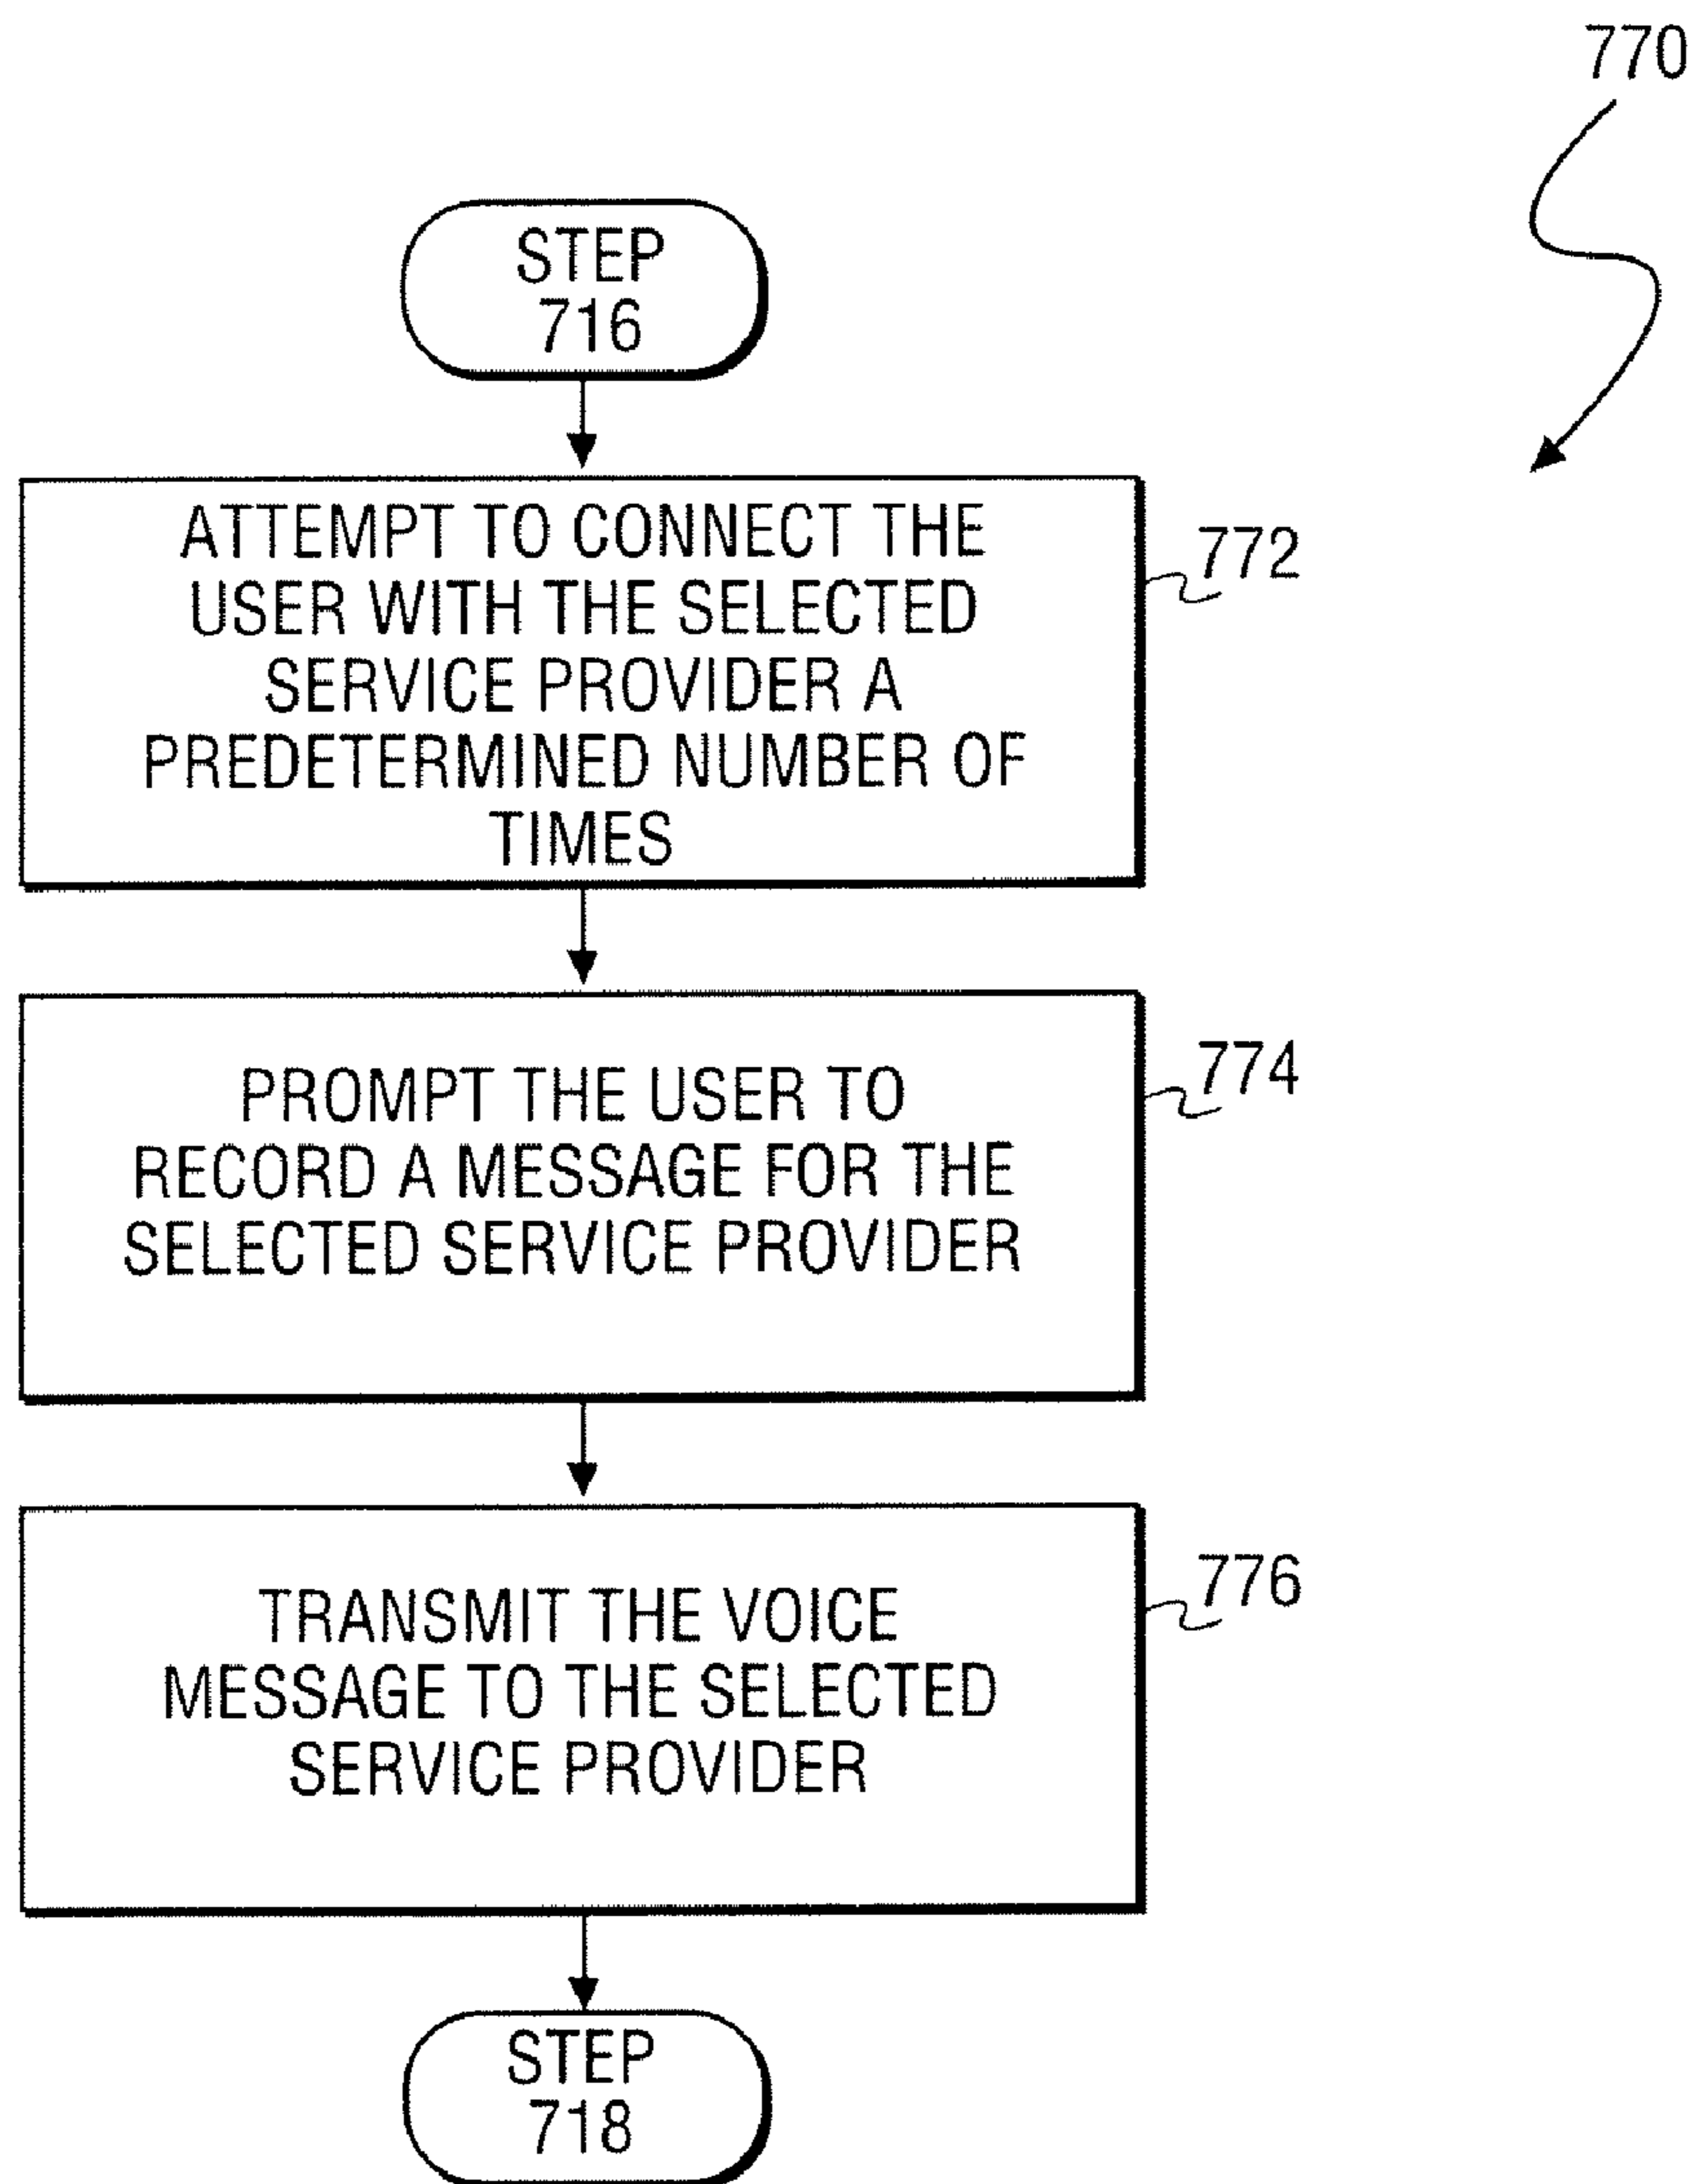 770
STEP
716
ATTEMPT TO CONNECT THE
USER WITH THE SELECTED
SERVICE PROVIDER A
PREDETERMINED NUMBER OF
TIMES
772
PROMPT THE USER TO
RECORD A MESSAGE FOR THE
SELECTED SERVICE PROVIDER
774
TRANSMIT THE VOICE
MESSAGE TO THE SELECTED
SERVICE PROVIDER
776
STEP
718